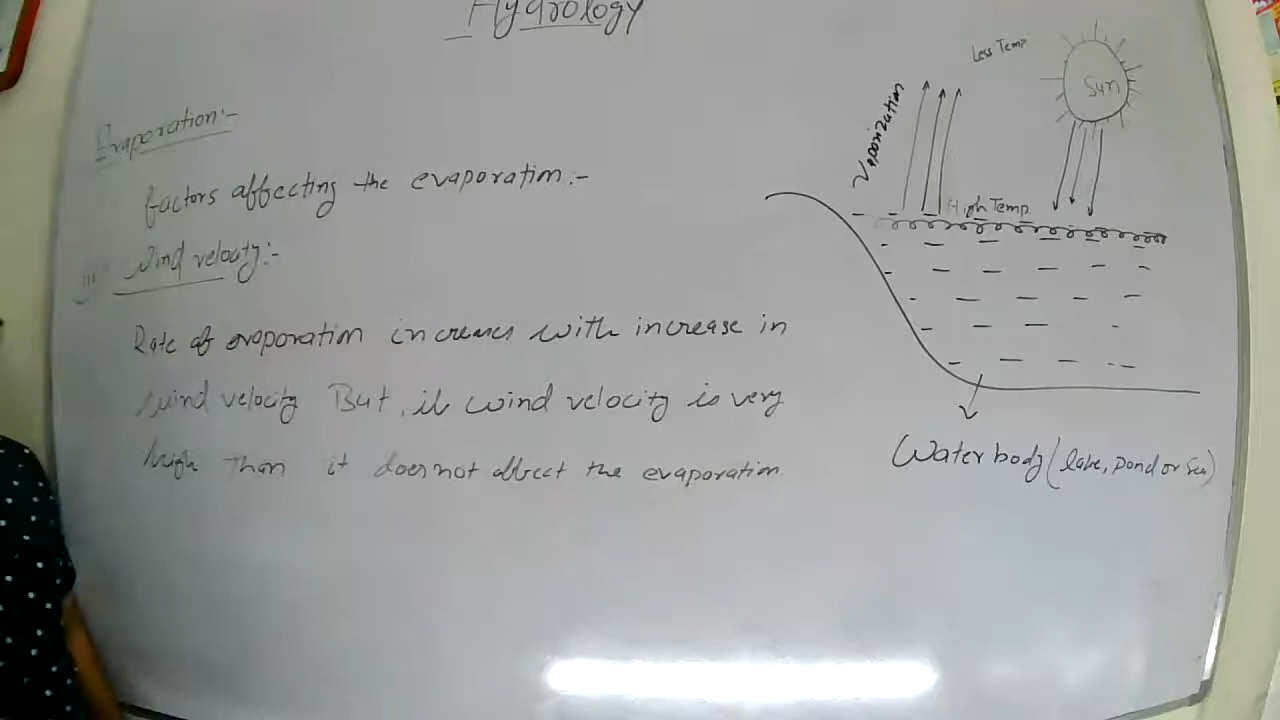 Hydrology
Evaporation:-
factors affecting the evaporation:-
iii) Wind velocity:-
Rate of evaporation increases with increase in
wind velocity But, if wind velocity is very
high than it does not affect the evaporation.
Less Temp
Sun
Vaporization
High Temp.
Water body (lake, pond or sea)